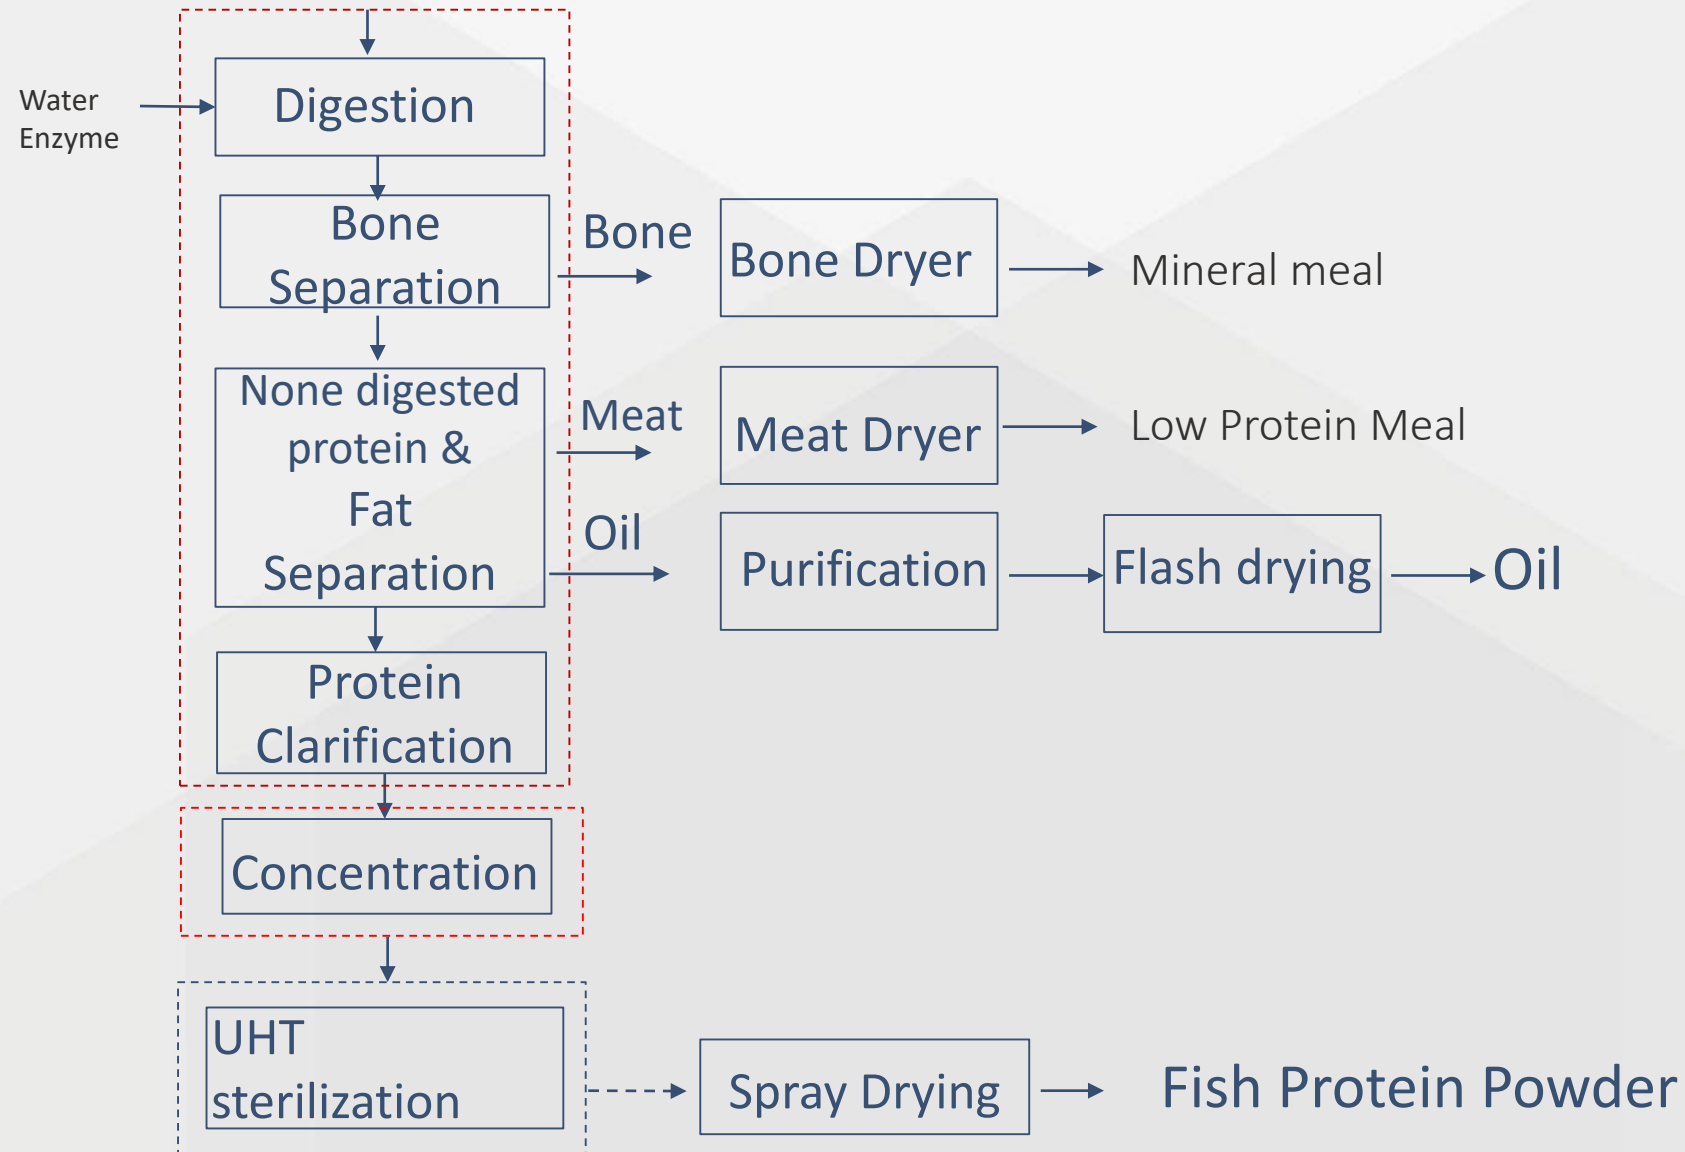 Water
Enzyme
Digestion
Bone
Separation
Bone
Bone Dryer
Mineral meal
None digested
protein &
Fat
Separation
Meat
Meat Dryer
Low Protein Meal
Oil
Purification
Flash drying
Oil
Protein
Clarification
Concentration
UHT
sterilization
Spray Drying
Fish Protein Powder